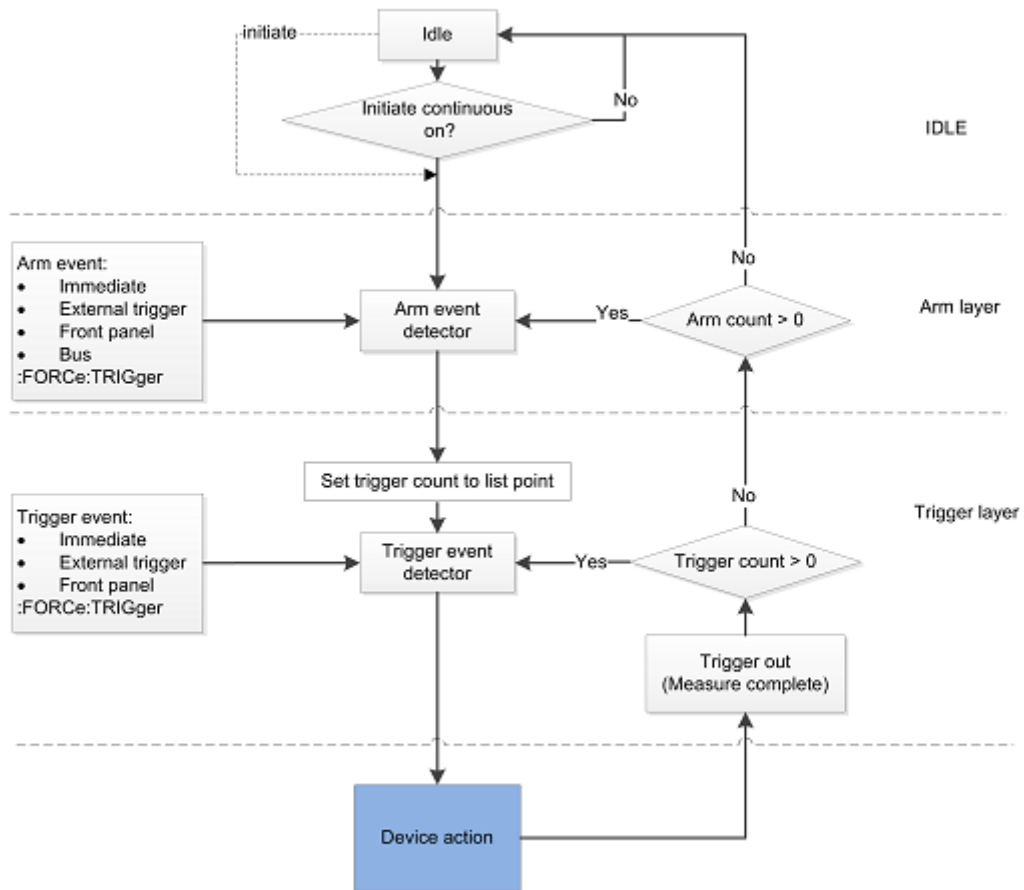 initiate
Idle
Initiate continuous
on?
No
IDLE
Arm event:
• Immediate
• External trigger
• Front panel
• Bus
:FORCe:TRIGger
Arm event
detector
Yes
Arm count > 0
No
Arm layer
Set trigger count to list point
Trigger event:
• Immediate
• External trigger
• Front panel
:FORCe:TRIGger
Trigger event
detector
Yes
Trigger count > 0
No
Trigger layer
Trigger out
(Measure complete)
Device action